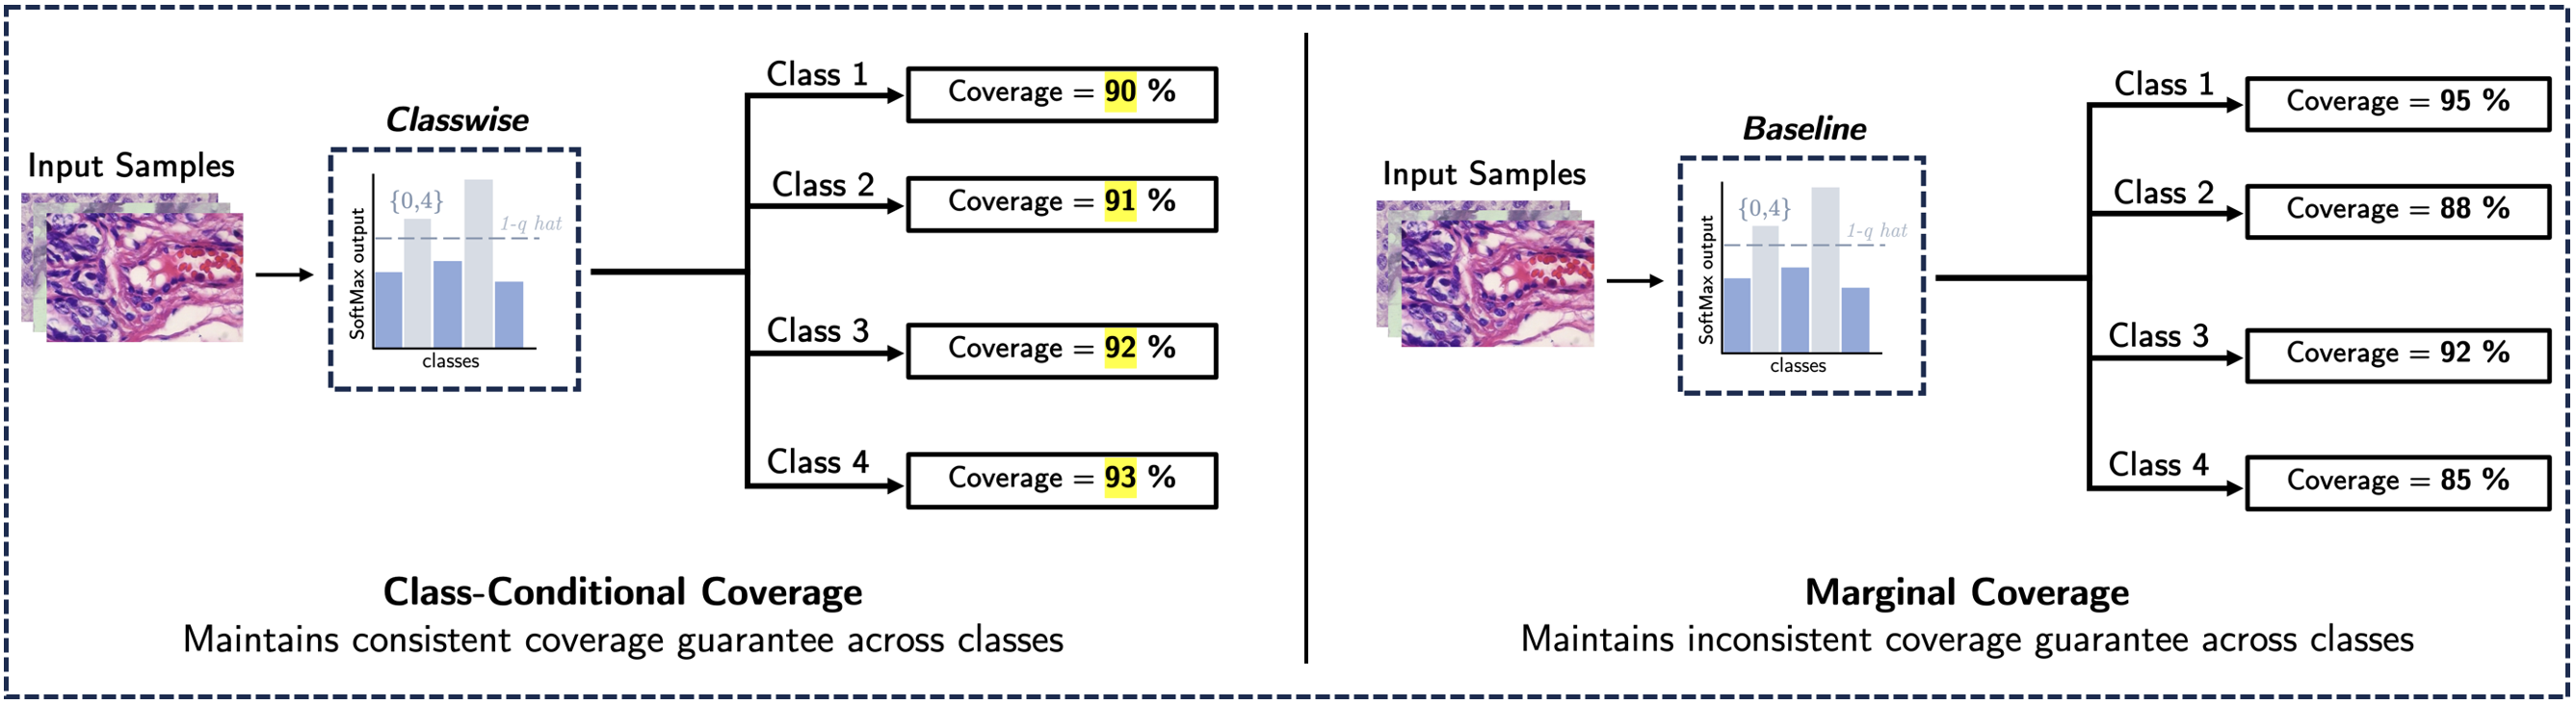 Input Samples
Classwise
SoftMax output
{0,4}
1-q hat
classes
Class 1
Coverage = 90 %
Class 2
Coverage = 91 %
Class 3
Coverage = 92 %
Class 4
Coverage = 93 %
Class-Conditional Coverage
Maintains consistent coverage guarantee across classes
Input Samples
Baseline
SoftMax output
{0,4}
1-q hat
classes
Class 1
Coverage = 95 %
Class 2
Coverage = 88 %
Class 3
Coverage = 92 %
Class 4
Coverage = 85 %
Marginal Coverage
Maintains inconsistent coverage guarantee across classes